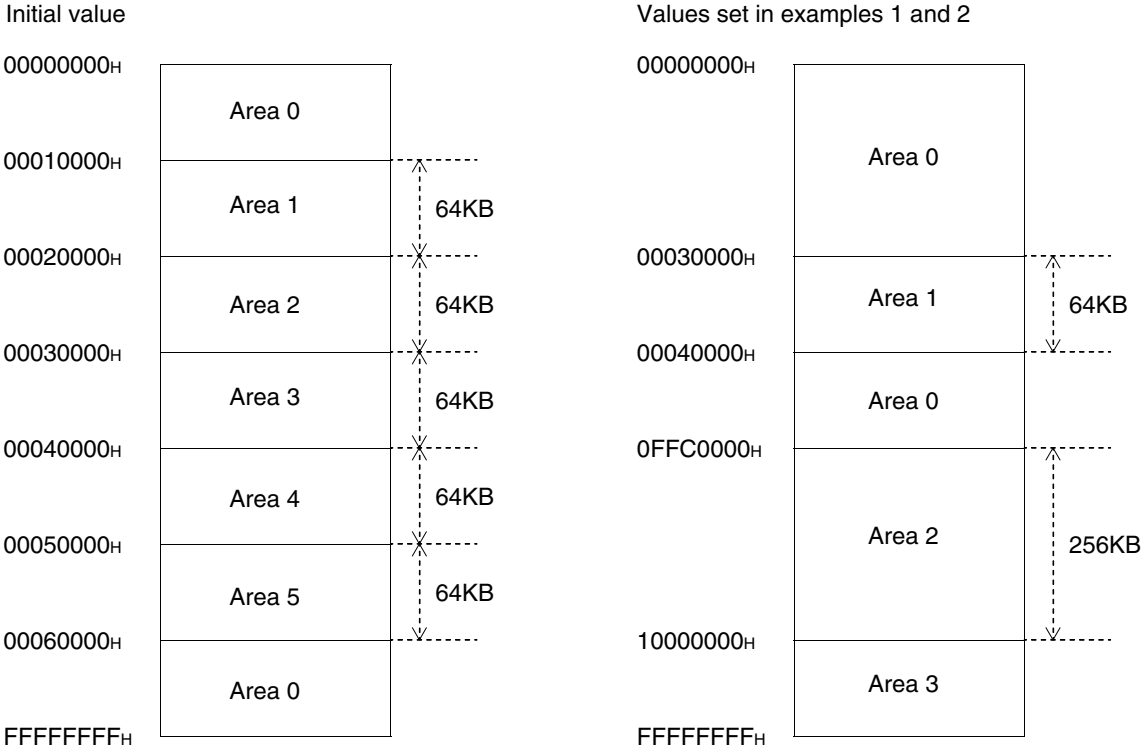 Initial value
00000000H
Area 0
00010000H
Area 1
64KB
00020000H
Area 2
64KB
00030000H
Area 3
64KB
00040000H
Area 4
64KB
00050000H
Area 5
64KB
00060000H
Area 0
FFFFFFFFH
Values set in examples 1 and 2
00000000H
Area 0
00030000H
Area 1
64KB
00040000H
Area 0
0FFC0000H
Area 2
256KB
10000000H
Area 3
FFFFFFFFH